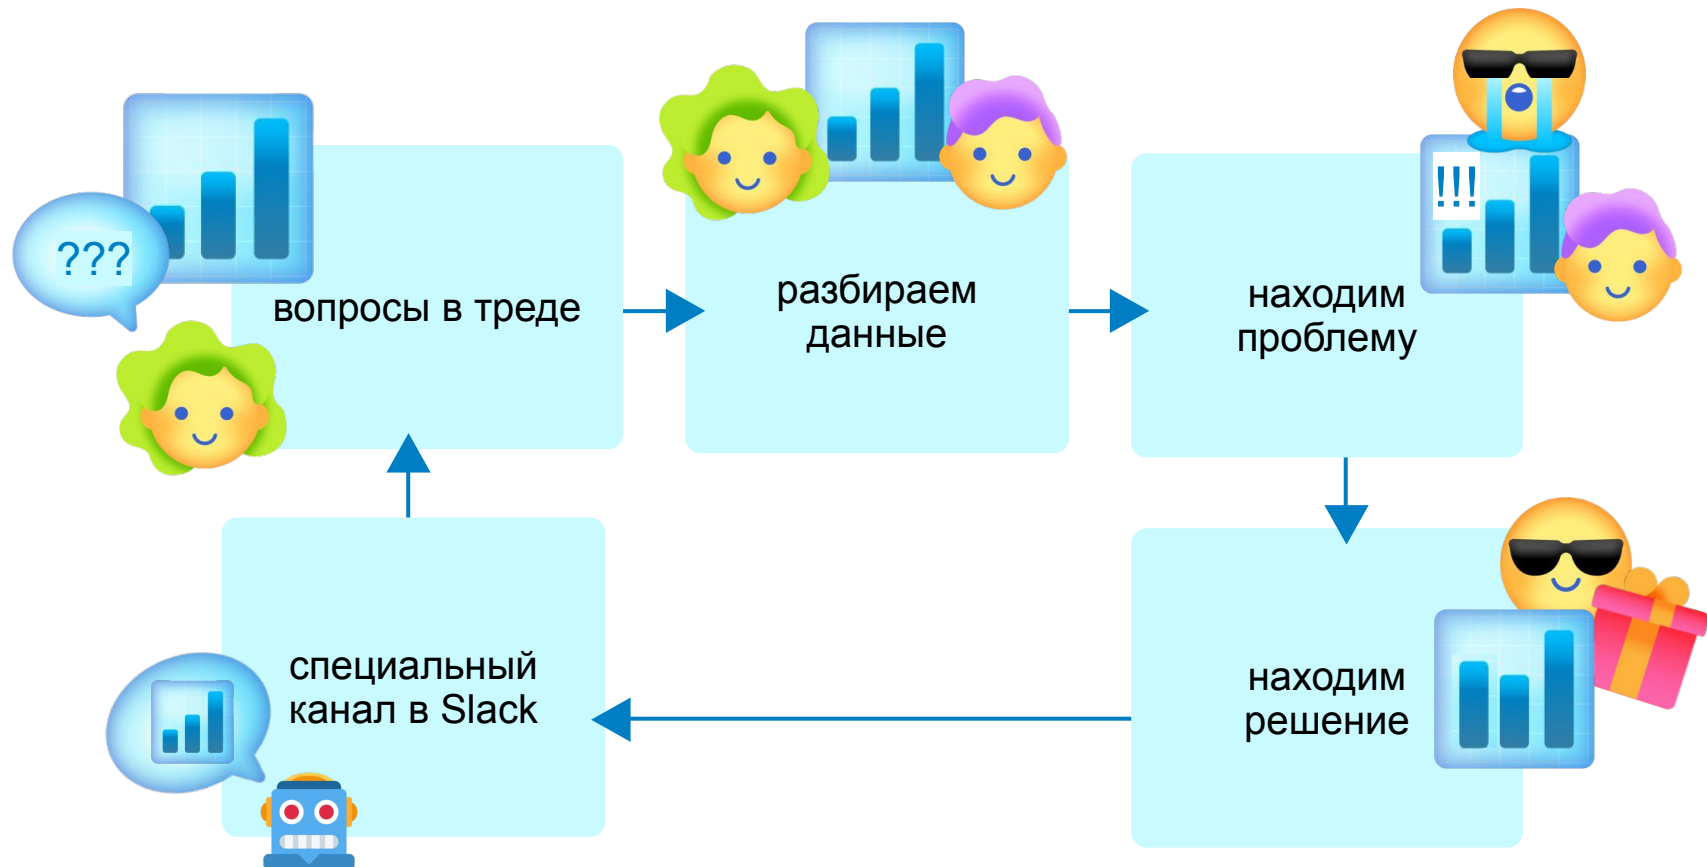 ???
вопросы в треде
разбираем
данные
!!!
находим
проблему
специальный
канал в Slack
находим
решение